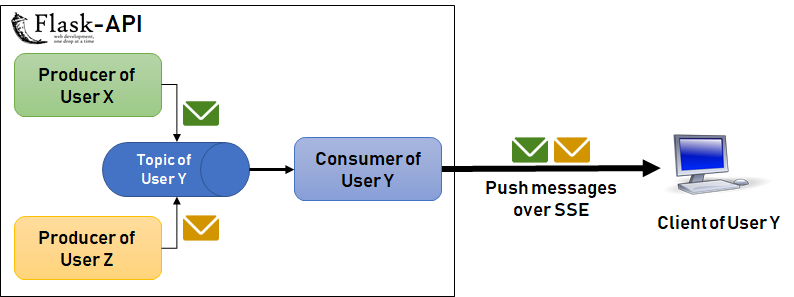 Flask-API
web development,
one drop at a time
Producer of
User X
Topic of
User Y
Consumer of
User Y
Push messages
over SSE
Client of User Y
Producer of
User Z